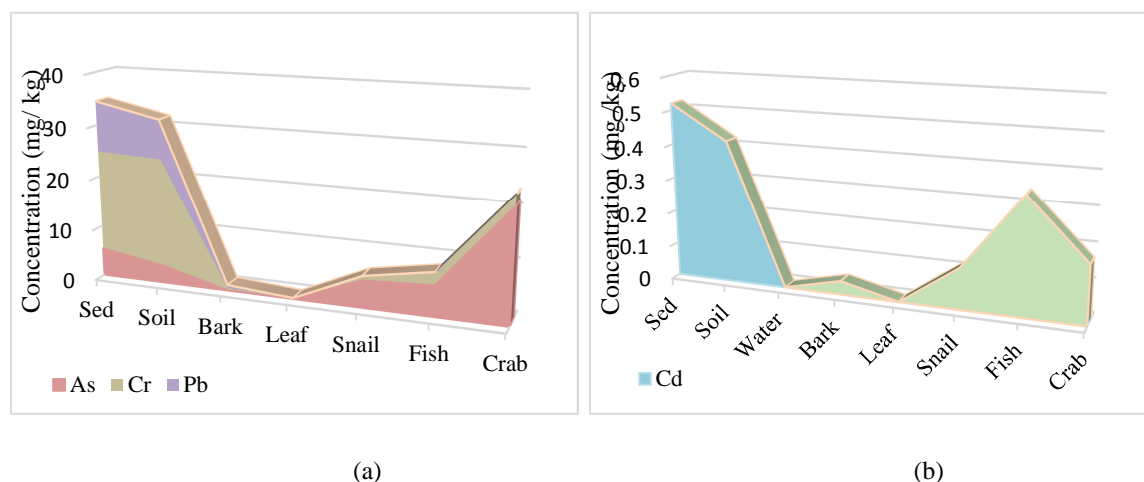 Concentration (mg/ kg)
40
30
20
10
0
Sed
Soil
Bark
Leaf
Snail
Fish
Crab
As Cr Pb
(a)
Concentration (mg /kg)
0.6
0.5
0.4
0.3
0.2
0.1
0
Sed
Soil
Water
Bark
Leaf
Snail
Fish
Crab
Cd
(b)